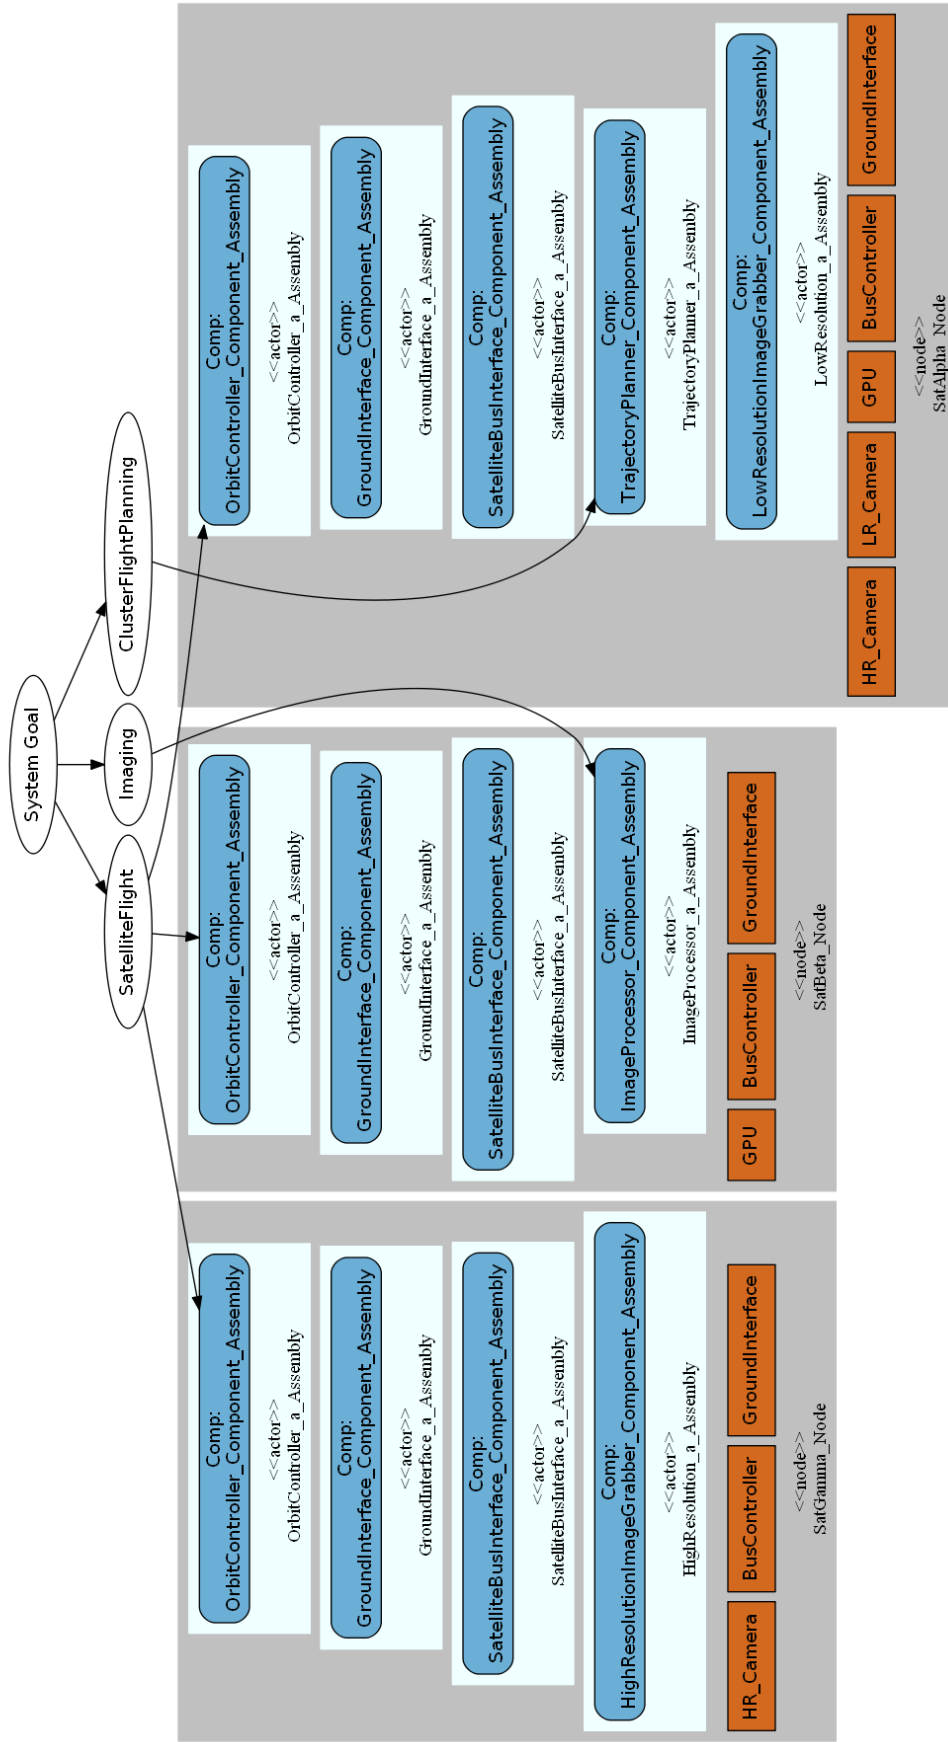 System Goal
SatelliteFlight
Imaging
ClusterFlightPlanning
Comp:
OrbitController_Component_Assembly
<<actor>>
OrbitController_a_Assembly
Comp:
GroundInterface_Component_Assembly
<<actor>>
GroundInterface_a_Assembly
Comp:
SatelliteBusInterface_Component_Assembly
<<actor>>
SatelliteBusInterface_a_Assembly
Comp:
HighResolutionImageGrabber_Component_Assembly
<<actor>>
HighResolution_a_Assembly
HR_Camera
BusController
GroundInterface
<<node>>
SatGamma_Node
Comp:
OrbitController_Component_Assembly
<<actor>>
OrbitController_a_Assembly
Comp:
GroundInterface_Component_Assembly
<<actor>>
GroundInterface_a_Assembly
Comp:
SatelliteBusInterface_Component_Assembly
<<actor>>
SatelliteBusInterface_a_Assembly
Comp:
ImageProcessor_Component_Assembly
<<actor>>
ImageProcessor_a_Assembly
GPU
BusController
GroundInterface
<<node>>
SatBeta_Node
Comp:
OrbitController_Component_Assembly
<<actor>>
OrbitController_a_Assembly
Comp:
GroundInterface_Component_Assembly
<<actor>>
GroundInterface_a_Assembly
Comp:
SatelliteBusInterface_Component_Assembly
<<actor>>
SatelliteBusInterface_a_Assembly
Comp:
TrajectoryPlanner_Component_Assembly
<<actor>>
TrajectoryPlanner_a_Assembly
Comp:
LowResolutionImageGrabber_Component_Assembly
<<actor>>
LowResolution_a_Assembly
HR_Camera
LR_Camera
GPU
BusController
GroundInterface
<<node>>
SatAlpha_Node